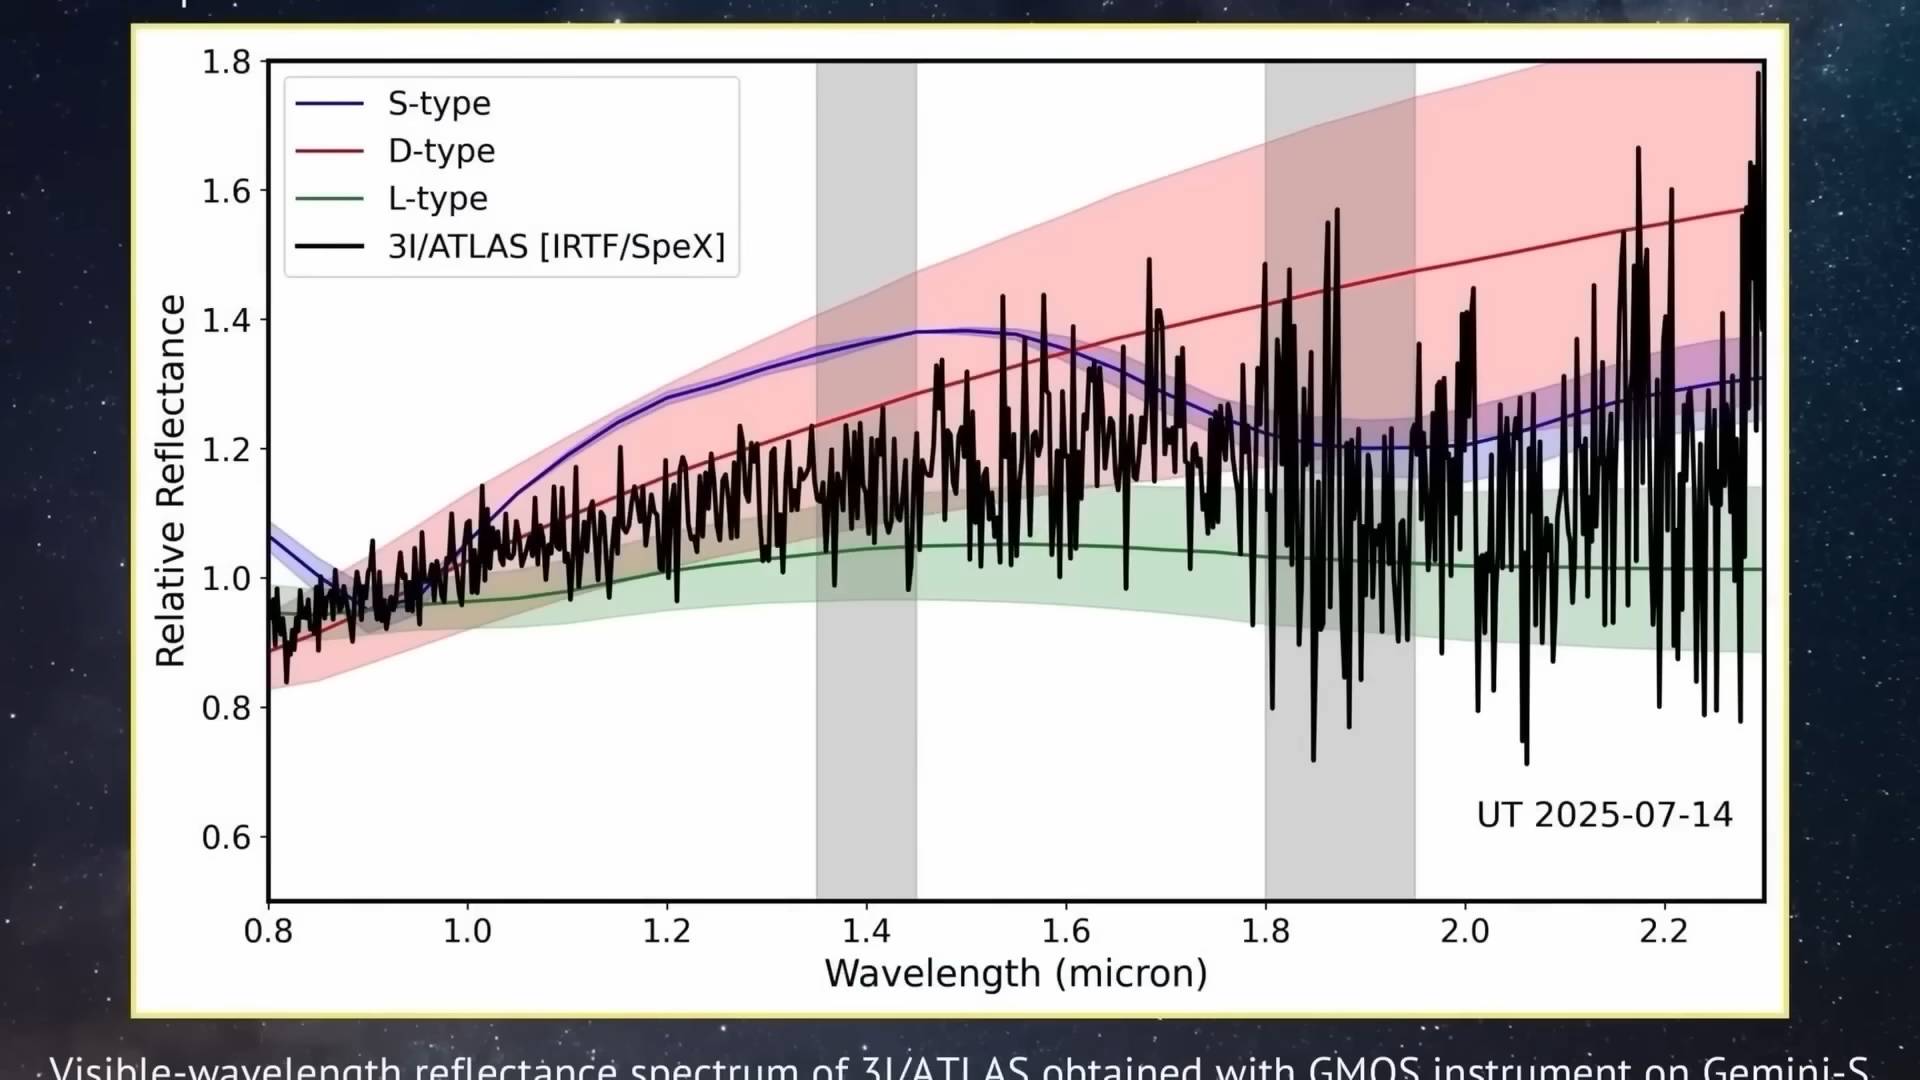 1.8
1.6
1.4
1.2
1.0
0.8
0.6
Relative Reflectance
S-type
D-type
L-type
3I/ATLAS [IRTF/SpeX]
UT 2025-07-14
0.8 1.0 1.2 1.4 1.6 1.8 2.0 2.2
Wavelength (micron)
Visible-wavelength reflectance spectrum of 3I/ATLAS obtained with GMOS instrument on Gemini-S